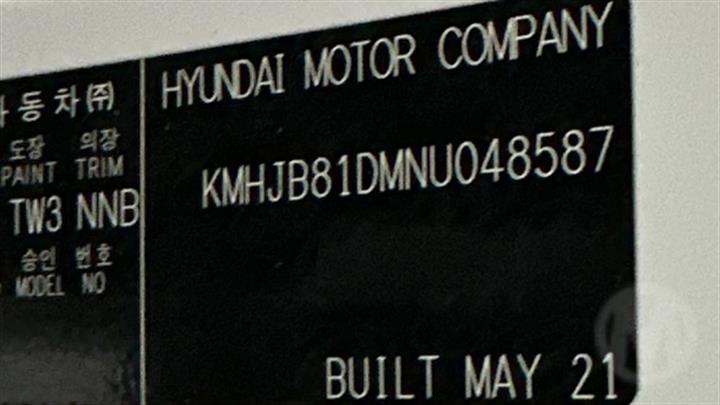 동차㈜
도장 의장
PAINT TRIM
TW3 NNB
승인 번호
MODEL NO
HYUNDAI MOTOR COMPANY
KMHJB81DMNU048587
BUILT MAY 21